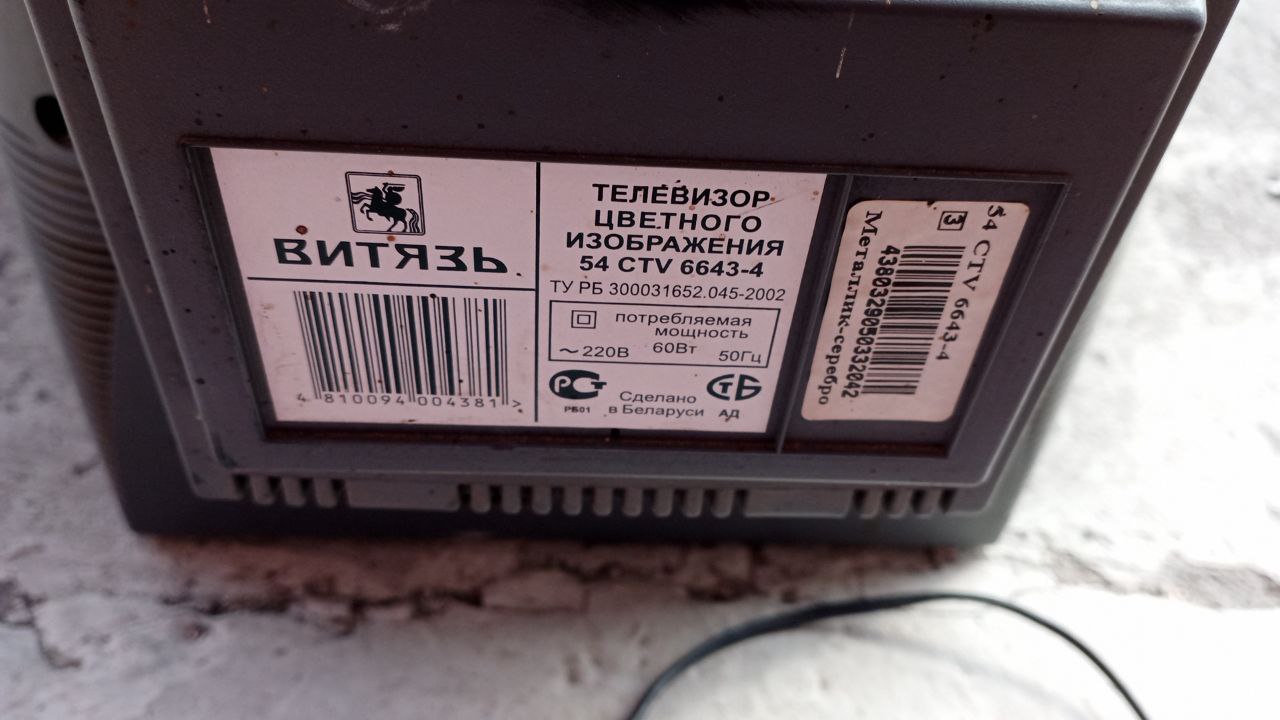 ВИТЯЗЬ
4 810094 004381 >
ТЕЛЕВИЗОР
ЦВЕТНОГО
ИЗОБРАЖЕНИЯ
54 CTV 6643-4
ТУ РБ 300031652.045-2002
потребляемая
мощность
~ 220В 60Вт 50Гц
РСТ
РБ01
Сделано
в Беларуси
СТБ
АД
54 CTV 6643-4
3
4380329050332042
Металлик-серебро